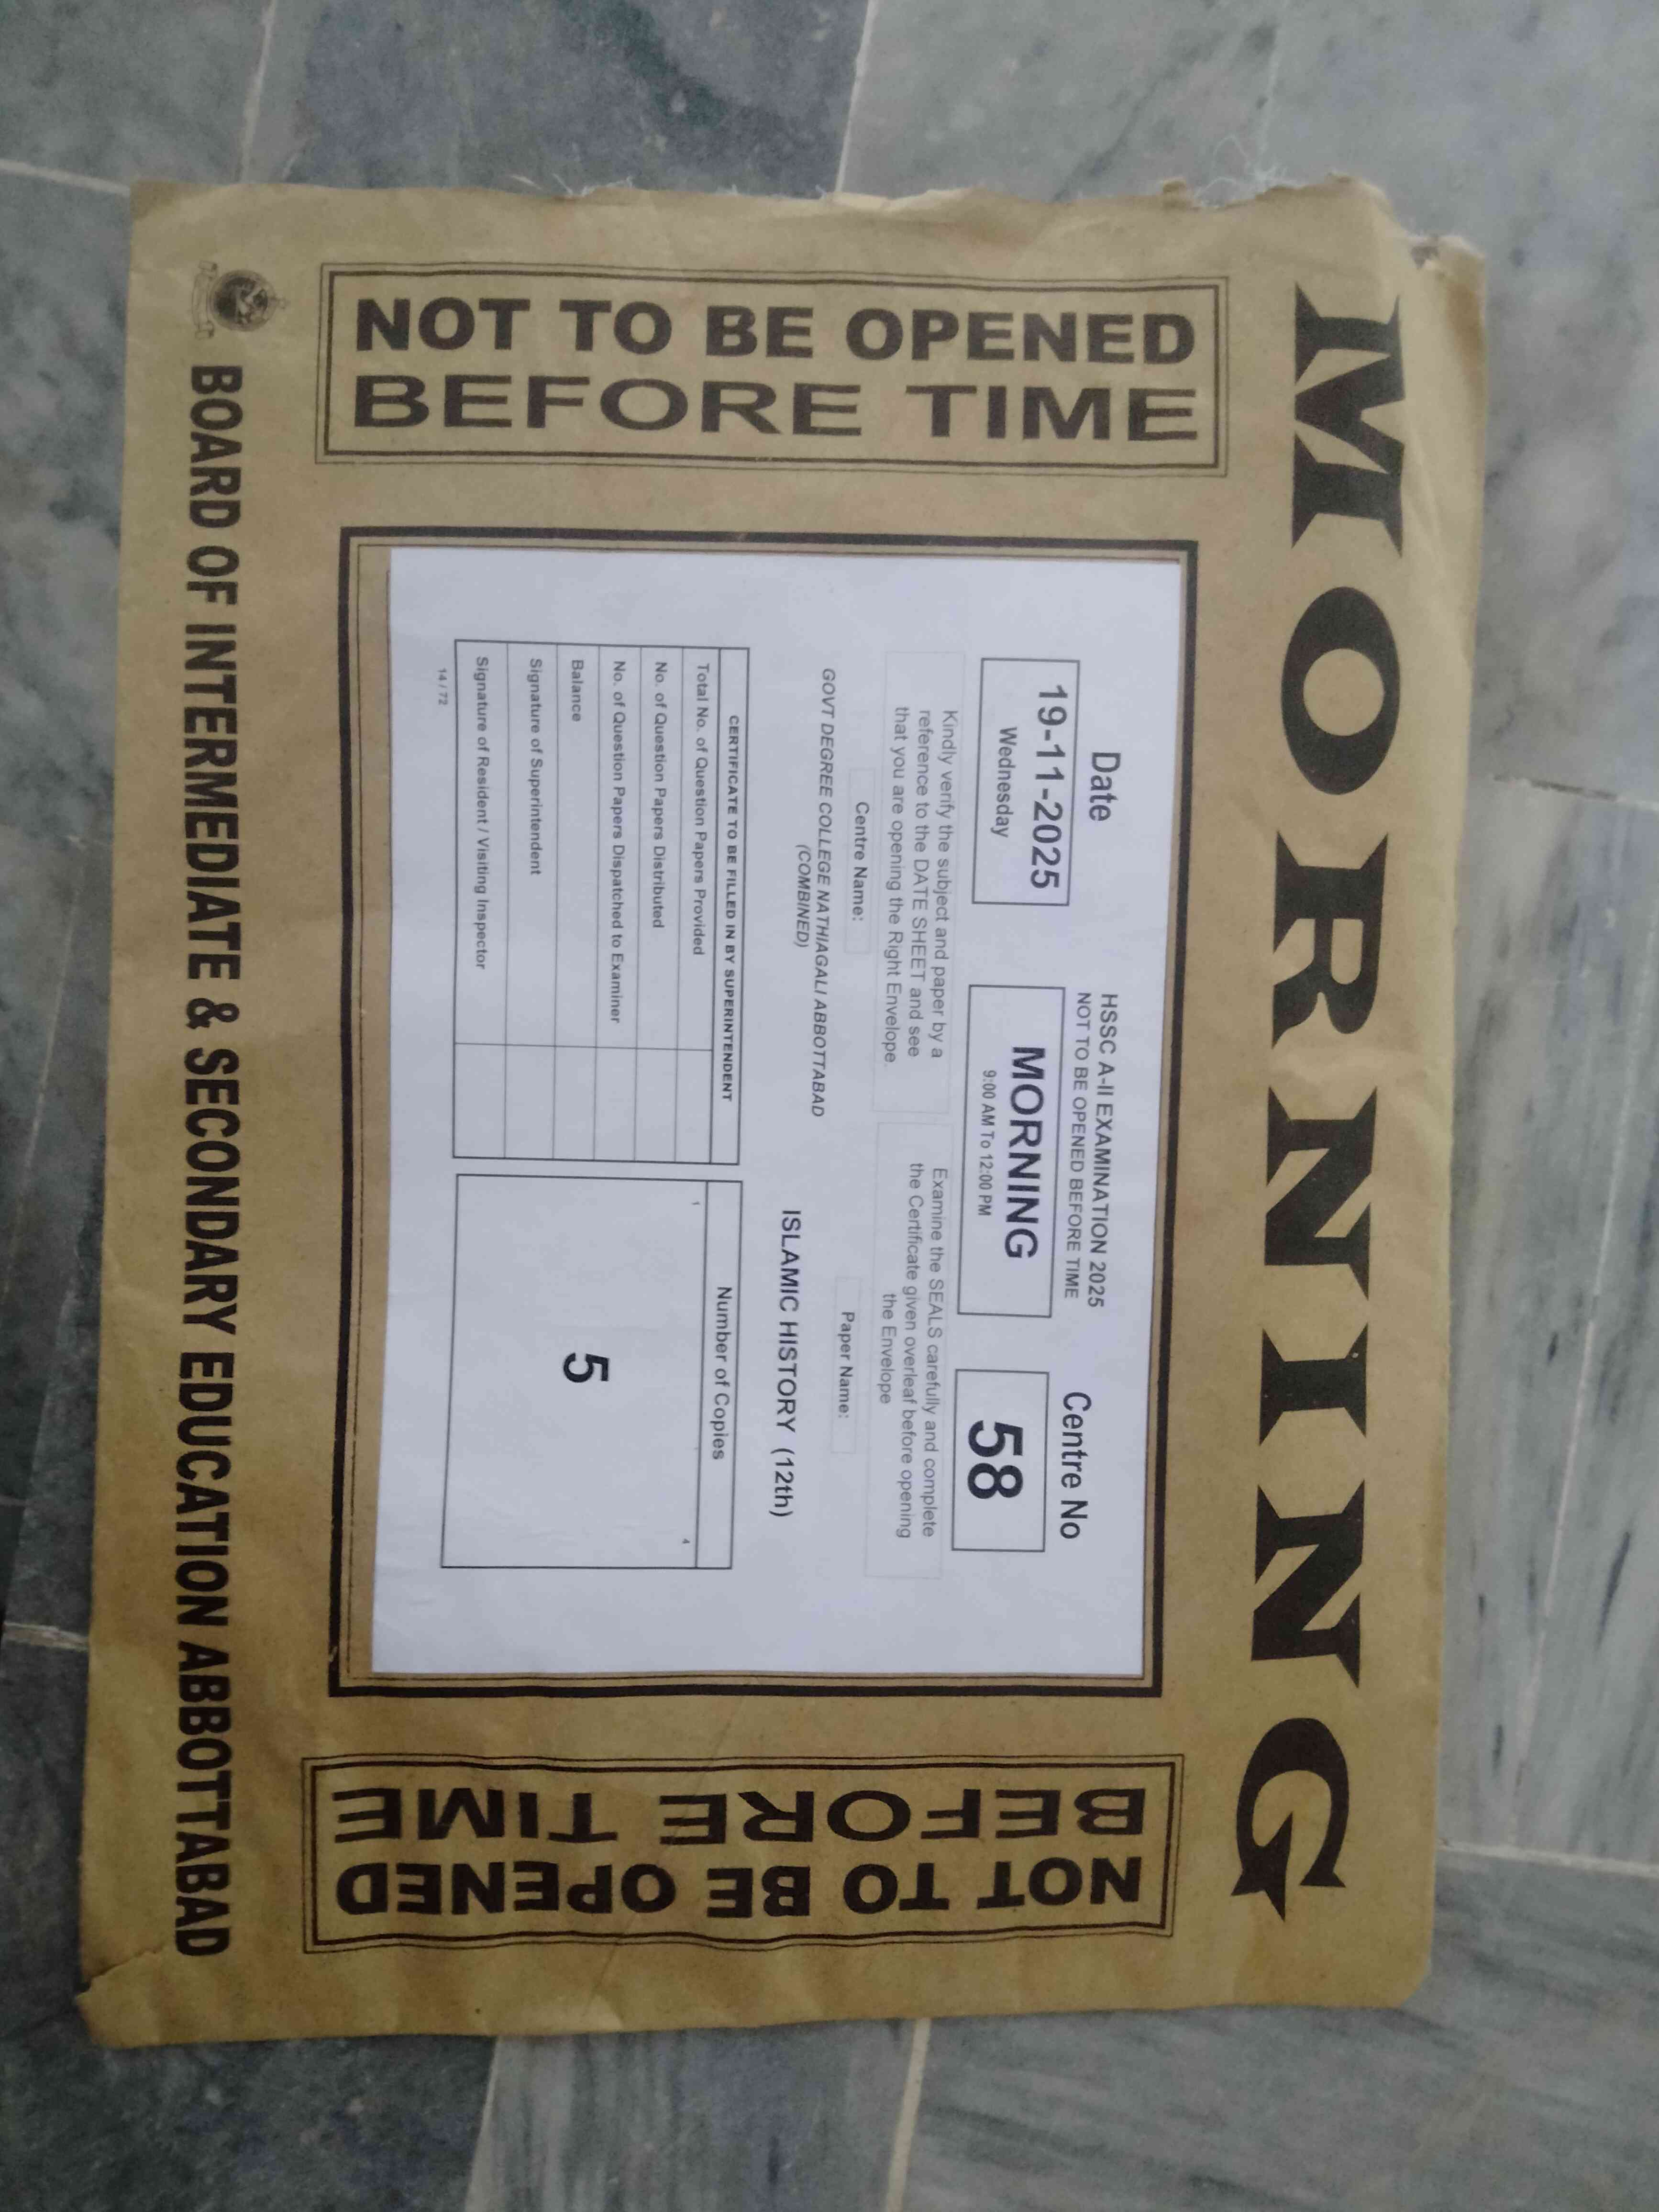 MORNING
NOT TO BE OPENED
BEFORE TIME
Date
19-11-2025
Wednesday
HSSC A-II EXAMINATION 2025
NOT TO BE OPENED BEFORE TIME
MORNING
9:00 AM To 12:00 PM
Centre No
58
Kindly verify the subject and paper by a
reference to the DATE SHEET and see
that you are opening the Right Envelope.
Examine the SEALS carefully and complete
the Certificate given overleaf before opening
the Envelope
Centre Name:
GOVT DEGREE COLLEGE NATHIAGALI ABBOTTABAD
(COMBINED)
Paper Name:
ISLAMIC HISTORY (12th)
CERTIFICATE TO BE FILLED IN BY SUPERINTENDENT
Total No. of Question Papers Provided
No. of Question Papers Distributed
No. of Question Papers Dispatched to Examiner
Balance
Signature of Superintendent
Signature of Resident / Visiting Inspector
Number of Copies
1
4
5
14 / 72
NOT TO BE OPENED
BEFORE TIME
BOARD OF INTERMEDIATE & SECONDARY EDUCATION ABBOTTABAD